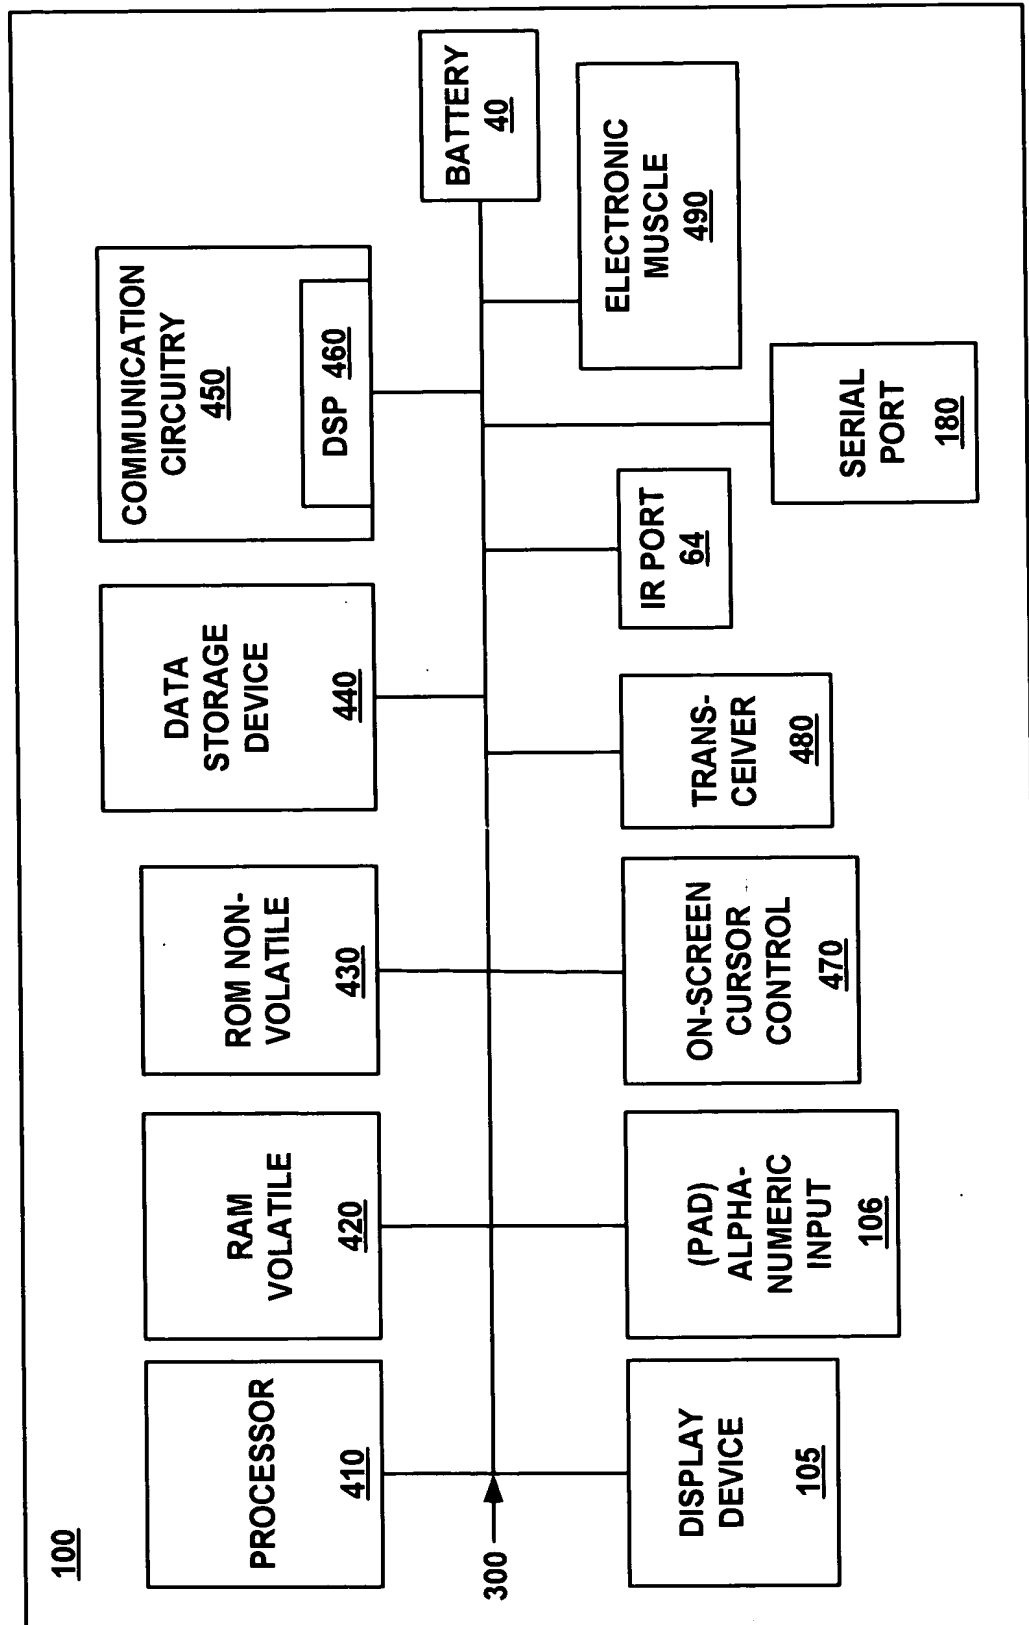 100
PROCESSOR
410
RAM
VOLATILE
420
ROM NON-
VOLATILE
430
DATA
STORAGE
DEVICE
440
COMMUNICATION
CIRCUITRY
450
DSP 460
BATTERY
40
300
DISPLAY
DEVICE
105
(PAD)
ALPHA-
NUMERIC
INPUT
106
ON-SCREEN
CURSOR
CONTROL
470
TRANS-
CEIVER
480
IR PORT
64
SERIAL
PORT
180
ELECTRONIC
MUSCLE
490